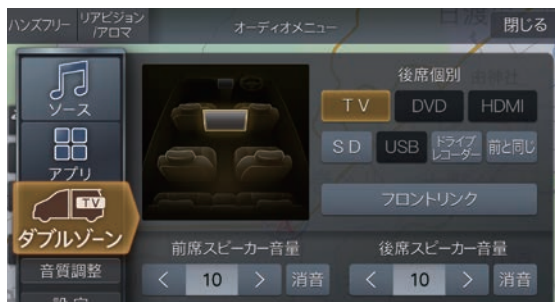 ハンズフリー
リアビジョン
/アロマ
オーディオメニュー
閉じる
ソース
後席個別
TV
DVD
HDMI
アプリ
SD
USB
ドライブ
レコーダー
前と同じ
TV
ダブルゾーン
フロントリンク
音質調整
前席スピーカー音量
後席スピーカー音量
< 10 > 消音
< 10 > 消音